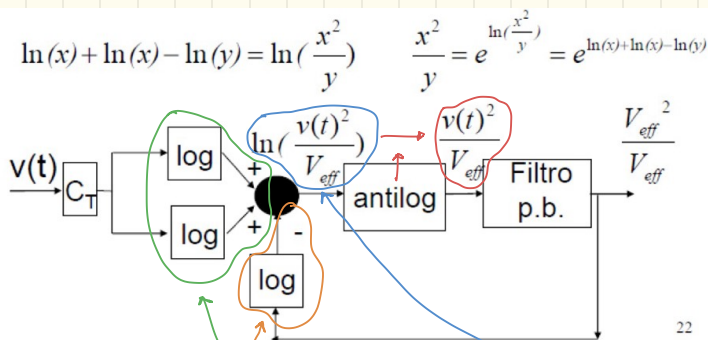 ln(x)+ln(x)−ln(y)=ln(x²/y) x²/y = e^ln(x²/y) = e^ln(x)+ln(x)−ln(y)
v(t) C_T log log log + + - ln(v(t)²/V_eff) antilog v(t)²/V_eff Filtro p.b. V_eff²/V_eff
22